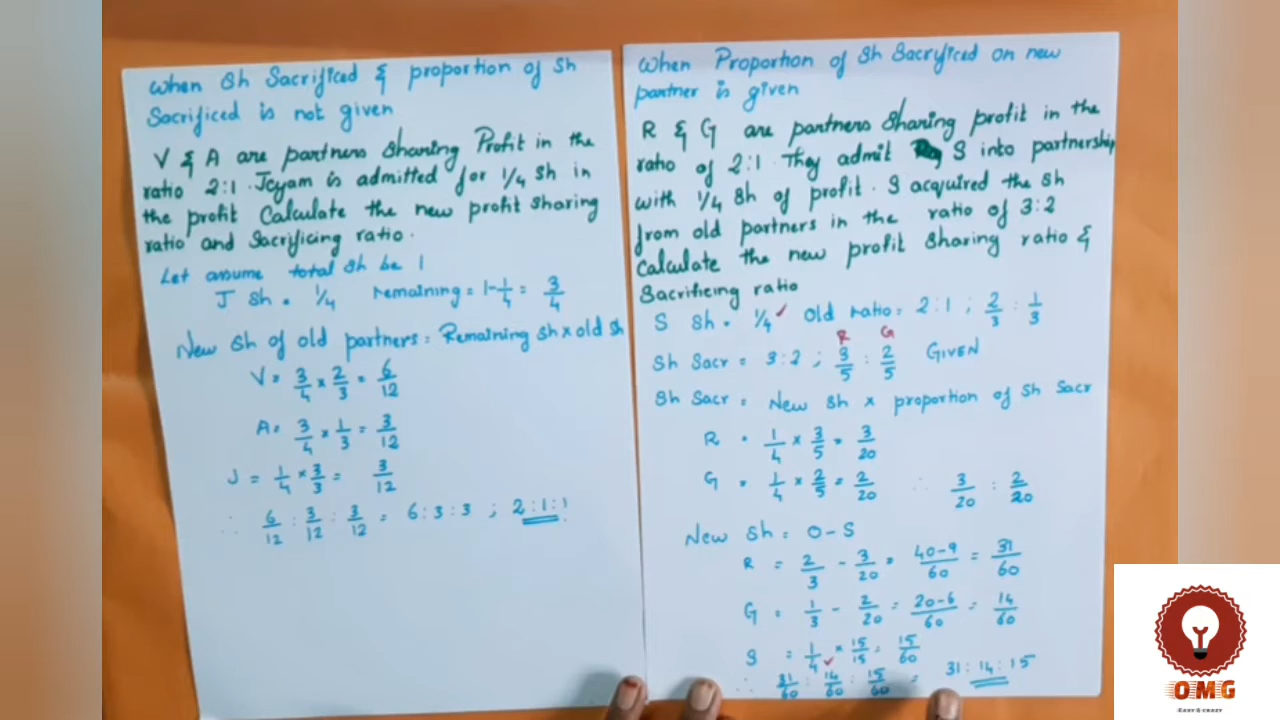 When Sh Sacrificed & proportion of Sh
Sacrificed is not given
V & A are partners Sharing Profit in the
ratio 2:1. Jeyam is admitted for 1/4 sh in
the profit Calculate the new profit sharing
ratio and Sacrificing ratio.
Let assume total sh be 1
J Sh = 1/4 Remaining = 1-1/4 = 3/4
New Sh of old partners = Remaining sh x old sh
V = 3/4 x 2/3 = 6/12
A = 3/4 x 1/3 = 3/12
J = 1/4 x 3/3 = 3/12
∴ 6/12 : 3/12 : 3/12 = 6:3:3 ; 2:1:1
When Proportion of Sh Sacrificed on new
partner is given
R & G are partners sharing profit in the
ratio of 2:1. They admit S into partnership
with 1/4 Sh of profit. S acquired the sh
from old partners in the ratio of 3:2
Calculate the new profit sharing ratio &
Sacrificing ratio
S Sh = 1/4 ✓ Old ratio = 2:1 ; 2/3 : 1/3
R G
Sh Sacr = 3:2 ; 3/5 : 2/5 GIVEN
Sh Sacr = New Sh x proportion of Sh Sacr
R = 1/4 x 3/5 = 3/20
G = 1/4 x 2/5 = 2/20 ∴ 3/20 : 2/20
New Sh = O - S
R = 2/3 - 3/20 = 40-9/60 = 31/60
G = 1/3 - 2/20 = 20-6/60 = 14/60
S = 1/4 ✓ x 15/15 = 15/60
∴ 31/60 : 14/60 : 15/60 = 31:14:15
OMG